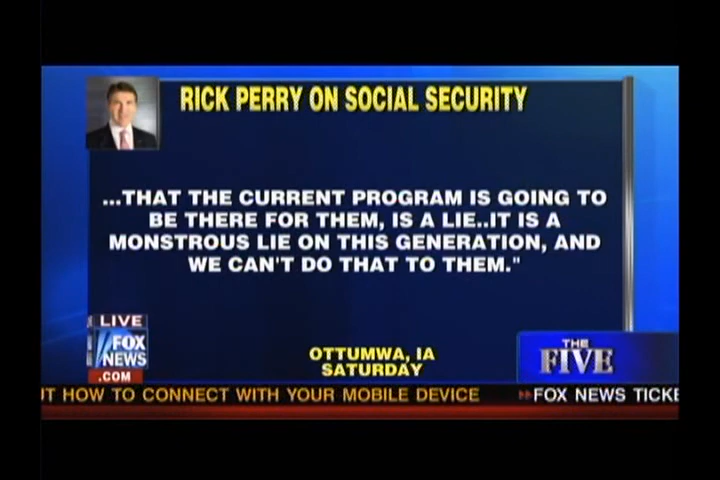 RICK PERRY ON SOCIAL SECURITY
...THAT THE CURRENT PROGRAM IS GOING TO
BE THERE FOR THEM, IS A LIE..IT IS A
MONSTROUS LIE ON THIS GENERATION, AND
WE CAN'T DO THAT TO THEM."
OTTUMWA, IA
SATURDAY
LIVE
FOX
NEWS
.COM
THE
FIVE
UT HOW TO CONNECT WITH YOUR MOBILE DEVICE
FOX NEWS TICKE